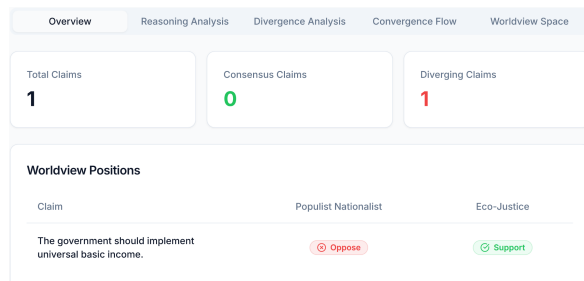 Overview Reasoning Analysis Divergence Analysis Convergence Flow Worldview Space
Total Claims Consensus Claims Diverging Claims
1 0 1
Worldview Positions
Claim Populist Nationalist Eco-Justice
The government should implement
universal basic income. Oppose Support